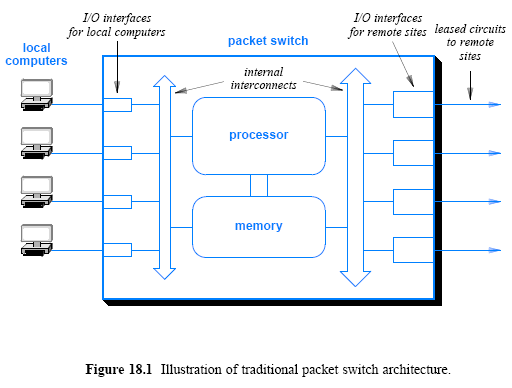 I/O interfaces
for local computers
I/O interfaces
for remote sites
leased circuits
to remote
sites
local
computers
packet switch
internal
interconnects
processor
memory
Figure 18.1 Illustration of traditional packet switch architecture.